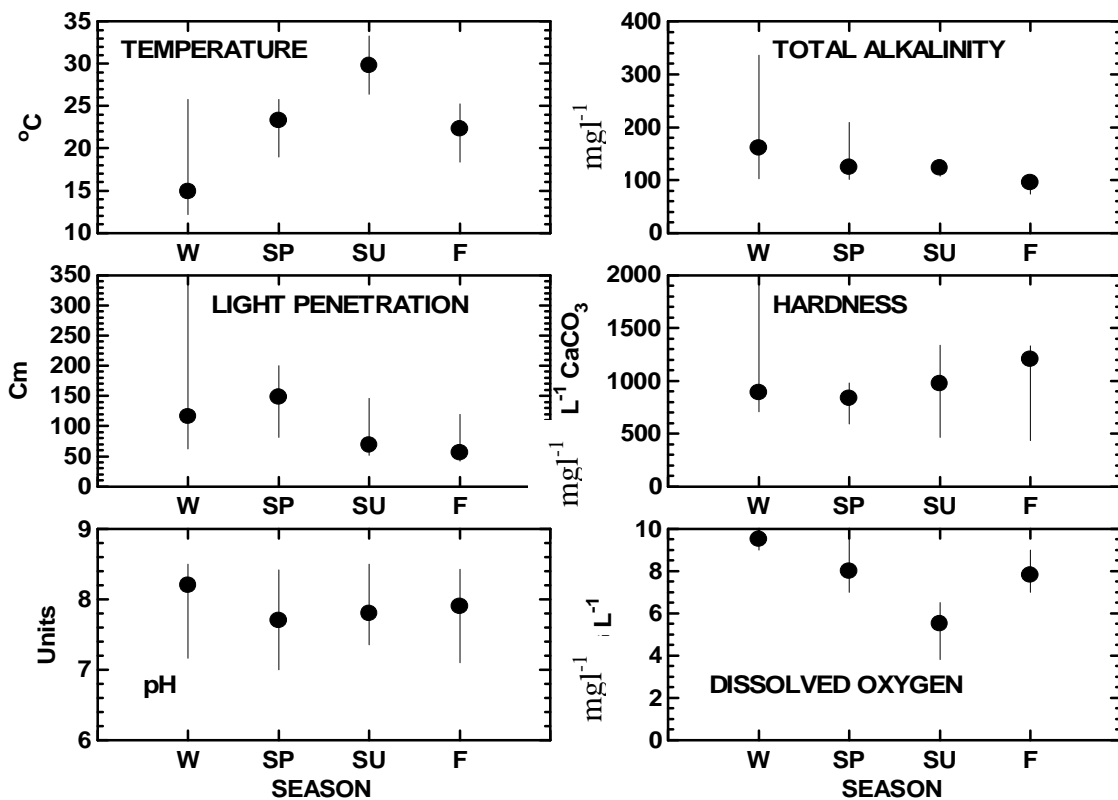 TEMPERATURE
°C
35
30
25
20
15
10
W SP SU F
TOTAL ALKALINITY
mgl⁻¹
400
300
200
100
0
W SP SU F
LIGHT PENETRATION
Cm
350
300
250
200
150
100
50
0
W SP SU F
HARDNESS
mgl⁻¹ L⁻¹ CaCO₃
2000
1500
1000
500
0
W SP SU F
pH
Units
9
8
7
6
W SP SU F
SEASON
DISSOLVED OXYGEN
mgl⁻¹ L⁻¹
10
8
6
4
2
0
W SP SU F
SEASON